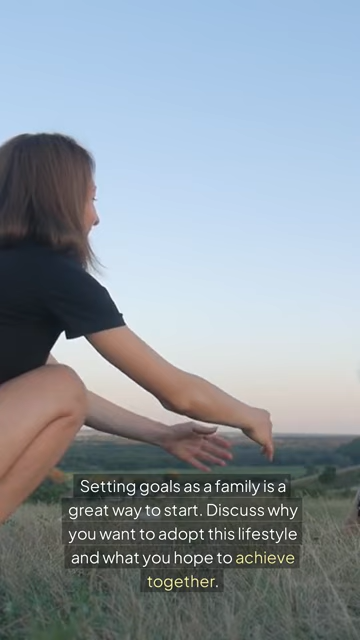 Setting goals as a family is a
great way to start. Discuss why
you want to adopt this lifestyle
and what you hope to achieve
together.